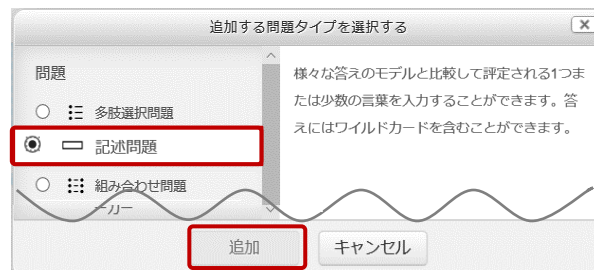 追加する問題タイプを選択する
問題
多肢選択問題
記述問題
組み合わせ問題
様々な答えのモデルと比較して評定される1つま
たは少数の言葉を入力することができます。答
えにはワイルドカードを含むことができます。
追加
キャンセル